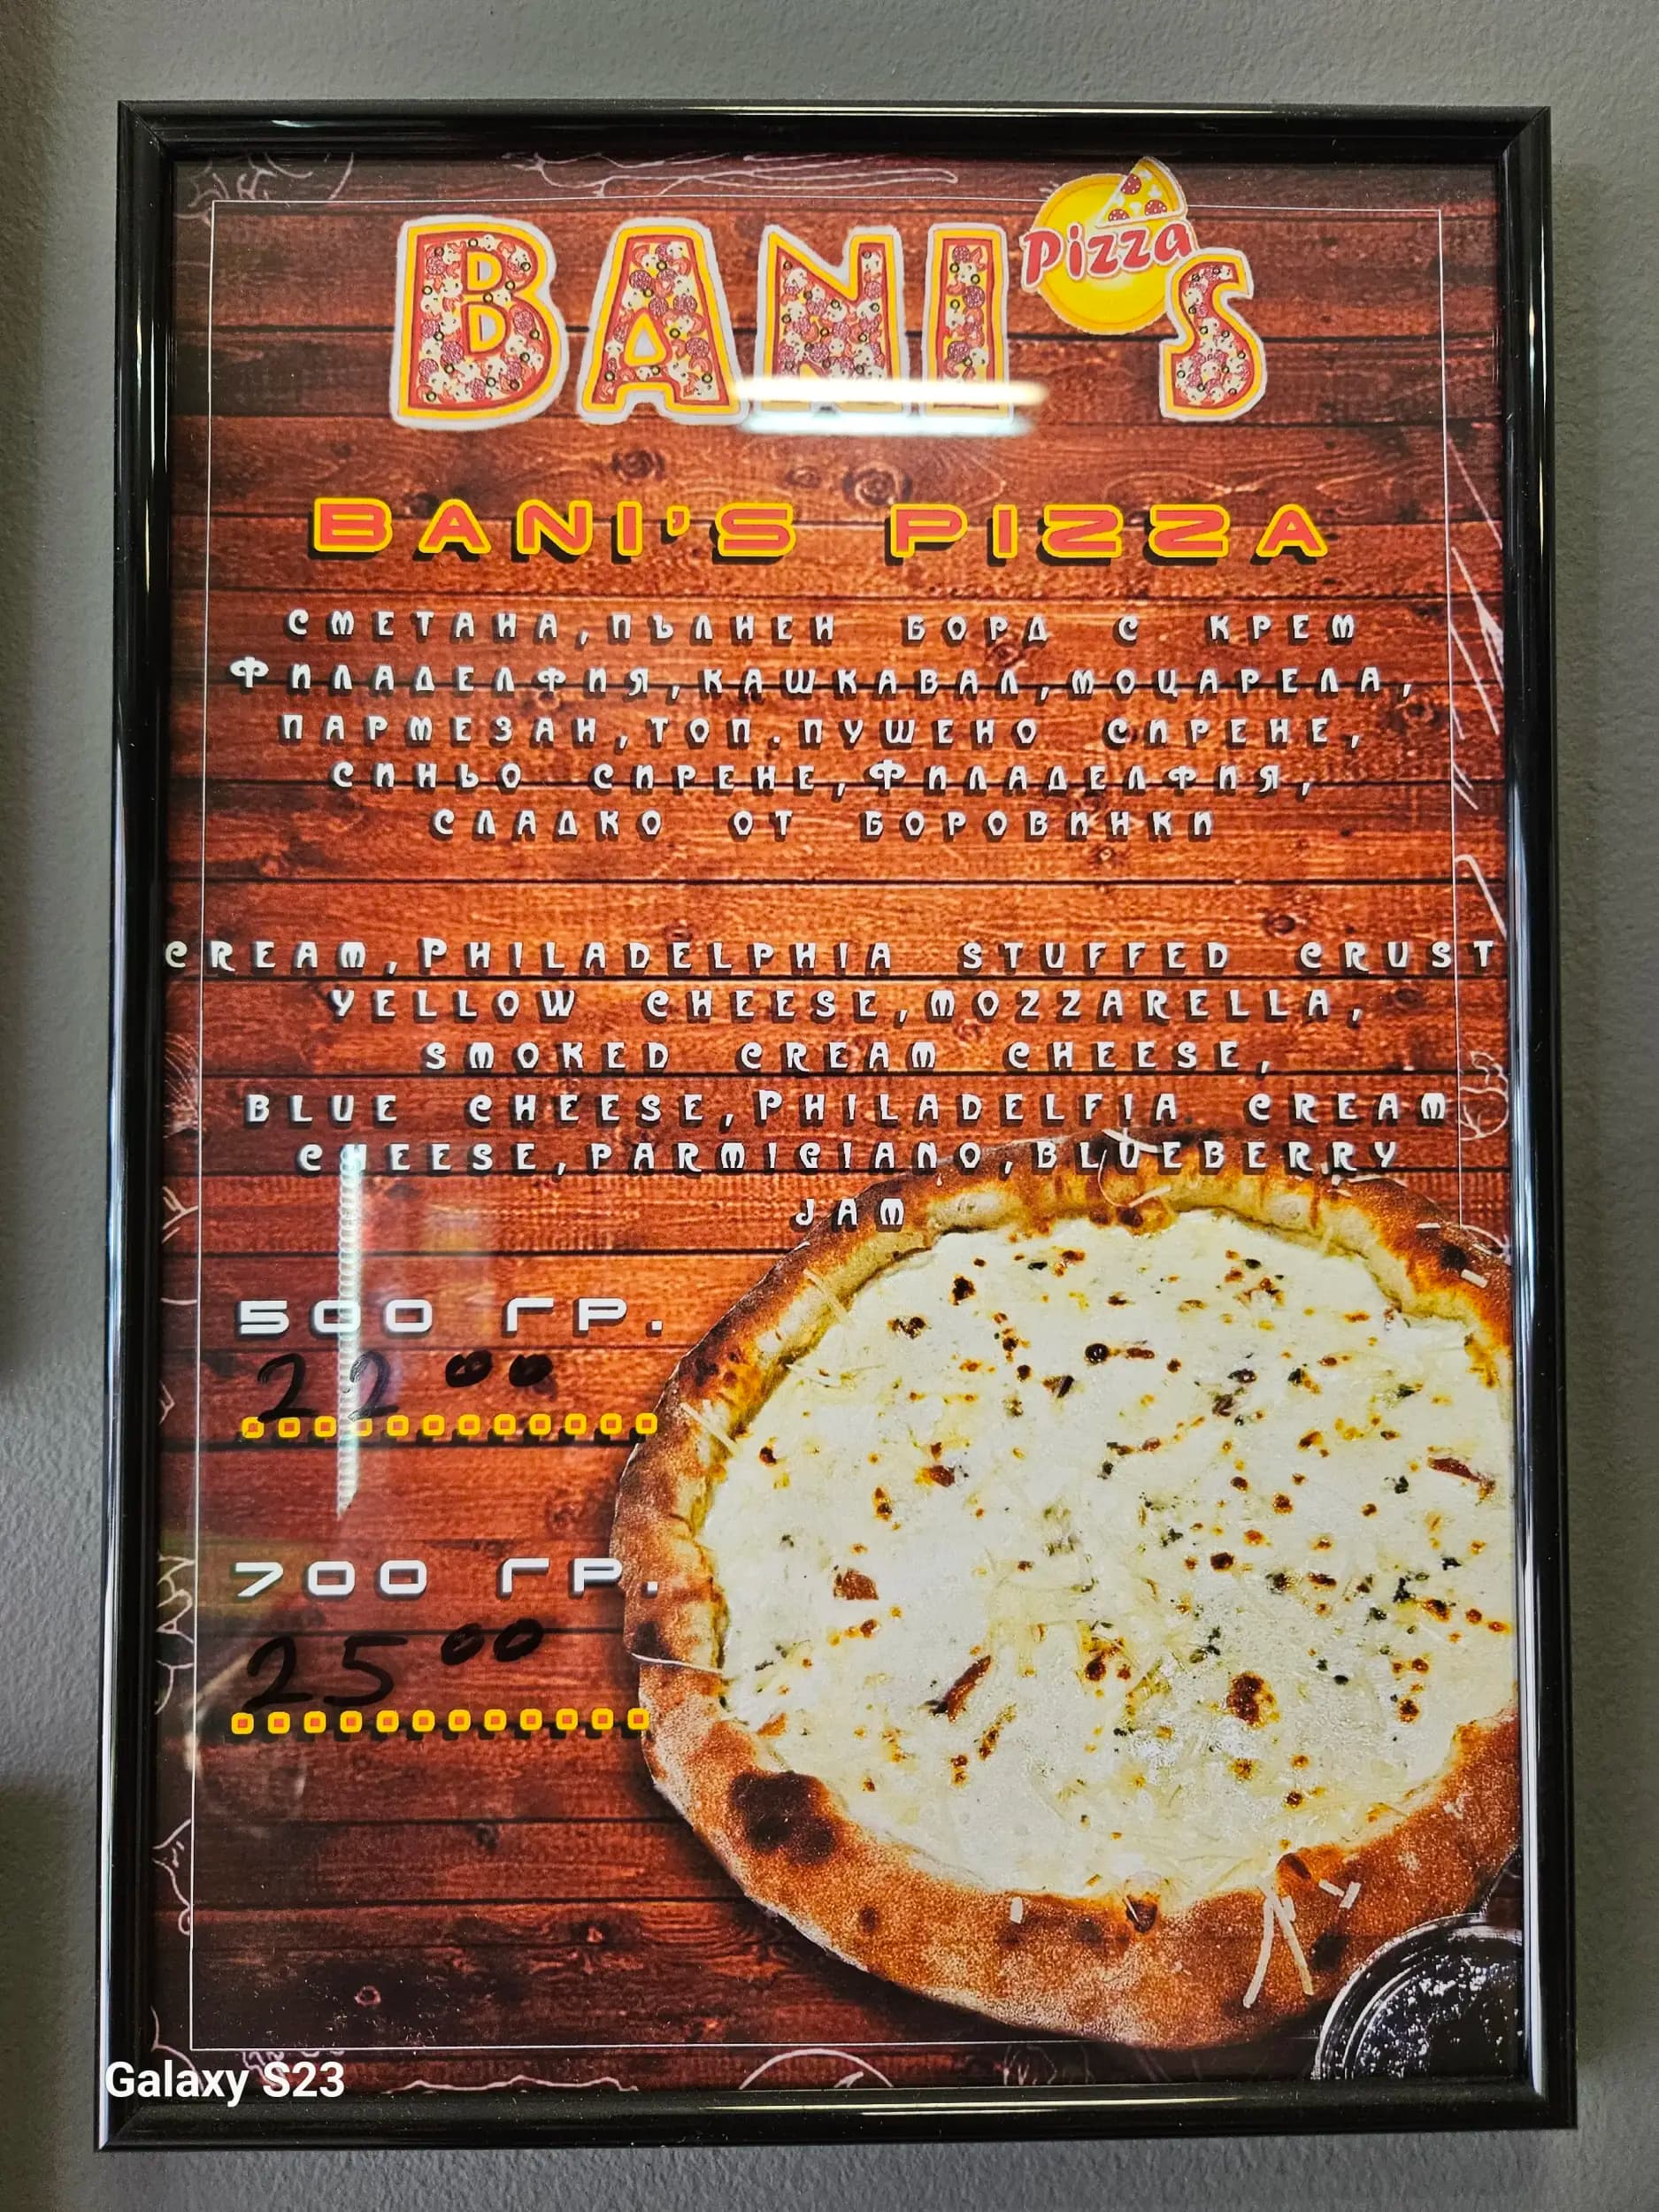 BANI'S
Pizza
BANI'S PIZZA
СМЕТАНА,ПЪЛНЕН БОРД С КРЕМ
ФИЛАДЕЛФИЯ,КАШКАВАЛ,МОЦАРЕЛА,
ПАРМЕЗАН,ТОП.ПУШЕНО СИРЕНЕ,
СИНЬО СИРЕНЕ,ФИЛАДЕЛФИЯ,
СЛАДКО ОТ БОРОВИНКИ
CREAM,PHILADELPHIA STUFFED CRUST
YELLOW CHEESE,MOZZARELLA,
SMOKED CREAM CHEESE,
BLUE CHEESE,PHILADELFIA CREAM
CHEESE,PARMIGIANO,BLUEBERRY
JAM
500 ГР.
22 00
700 ГР.
25 00
Galaxy S23